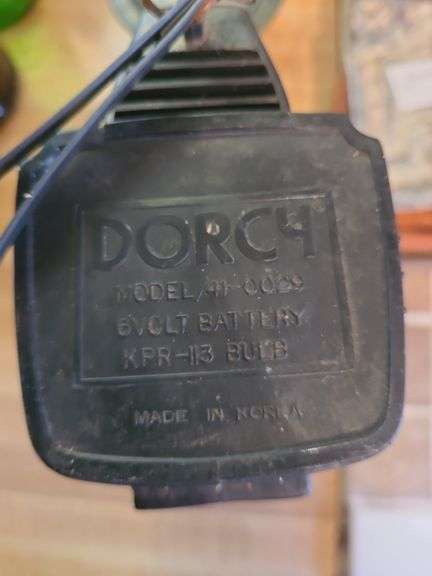 DORCY
MODEL/41-0029
6VOLT BATTERY
KPR-113 BULB
MADE IN KOREA